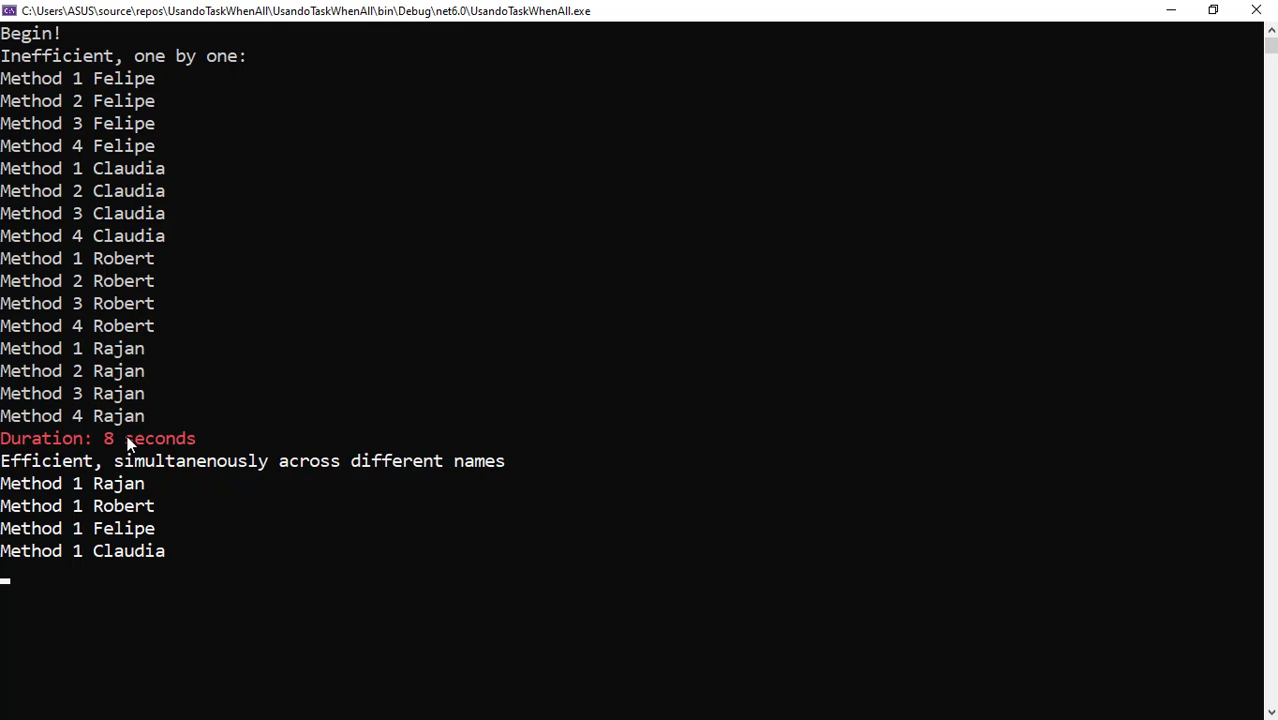 C:\Users\ASUS\source\repos\UsandoTaskWhenAll\UsandoTaskWhenAll\bin\Debug\net6.0\UsandoTaskWhenAll.exe
Begin!
Inefficient, one by one:
Method 1 Felipe
Method 2 Felipe
Method 3 Felipe
Method 4 Felipe
Method 1 Claudia
Method 2 Claudia
Method 3 Claudia
Method 4 Claudia
Method 1 Robert
Method 2 Robert
Method 3 Robert
Method 4 Robert
Method 1 Rajan
Method 2 Rajan
Method 3 Rajan
Method 4 Rajan
Duration: 8 seconds
Efficient, simultanenously across different names
Method 1 Rajan
Method 1 Robert
Method 1 Felipe
Method 1 Claudia